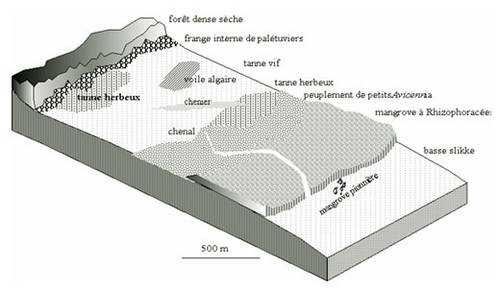 forêt dense sèche
frange interne de palétuviers
tanne vif
voile algaire
tanne herbeux
tanne herbeux
peuplement de petits Avicennia
chenier
mangrove à Rhizophoracée:
chenal
basse slikke
mangrove pionnière
500 m